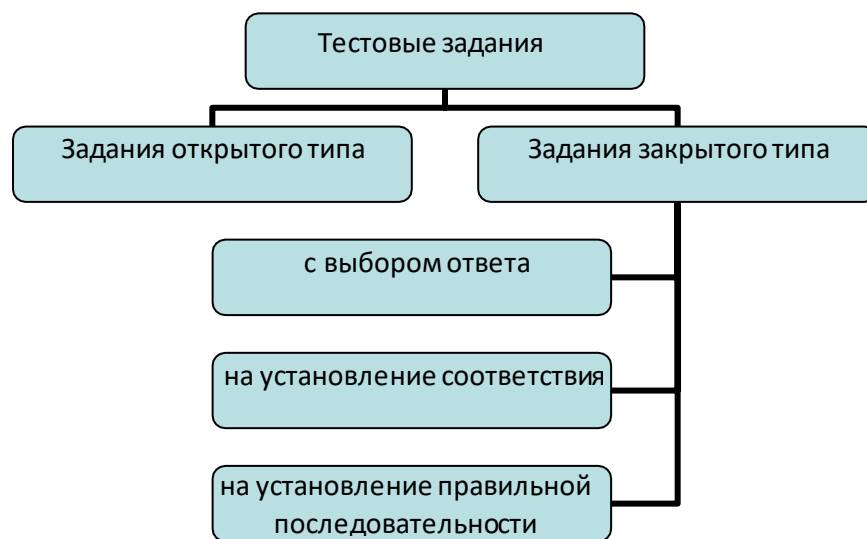 Тестовые задания
Задания открытого типа
Задания закрытого типа
с выбором ответа
на установление соответствия
на установление правильной
последовательности